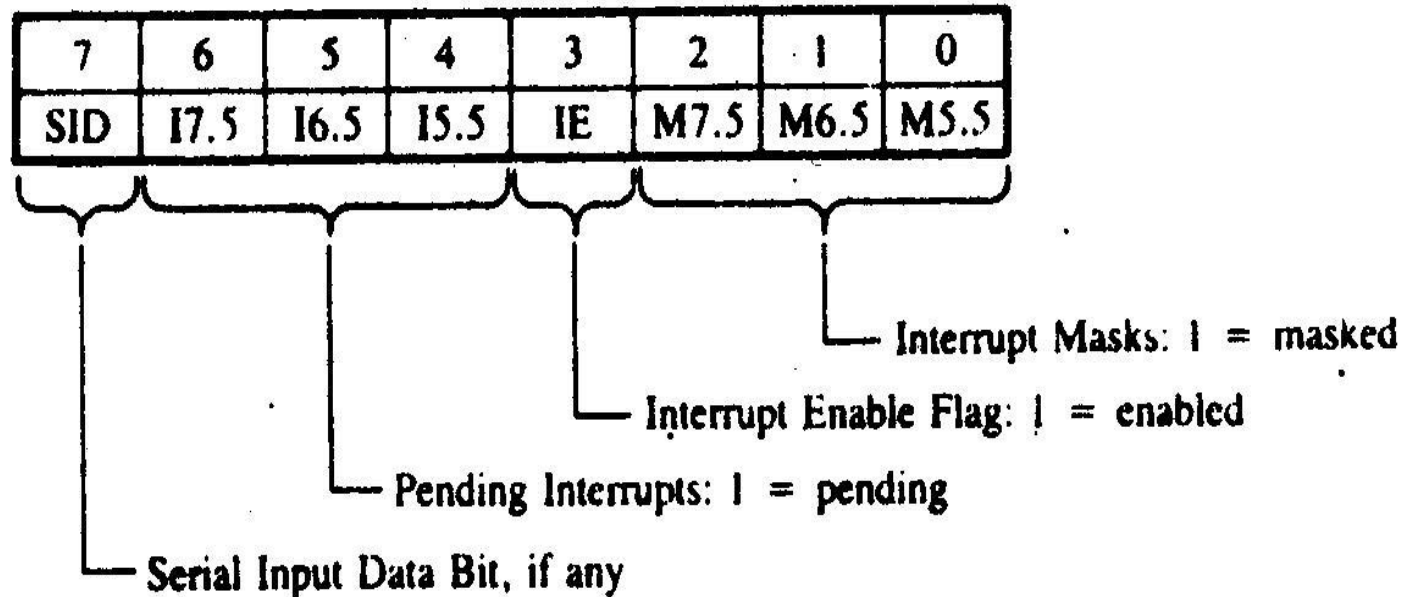 7 6 5 4 3 2 1 0
SID I7.5 I6.5 I5.5 IE M7.5 M6.5 M5.5
Interrupt Masks: 1 = masked
Interrupt Enable Flag: 1 = enabled
Pending Interrupts: 1 = pending
Serial Input Data Bit, if any